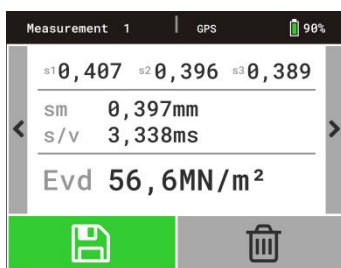 Measurement 1 GPS 90%
s1 0,407 s2 0,396 s3 0,389
sm 0,397mm
s/v 3,338ms
Evd 56,6MN/m²